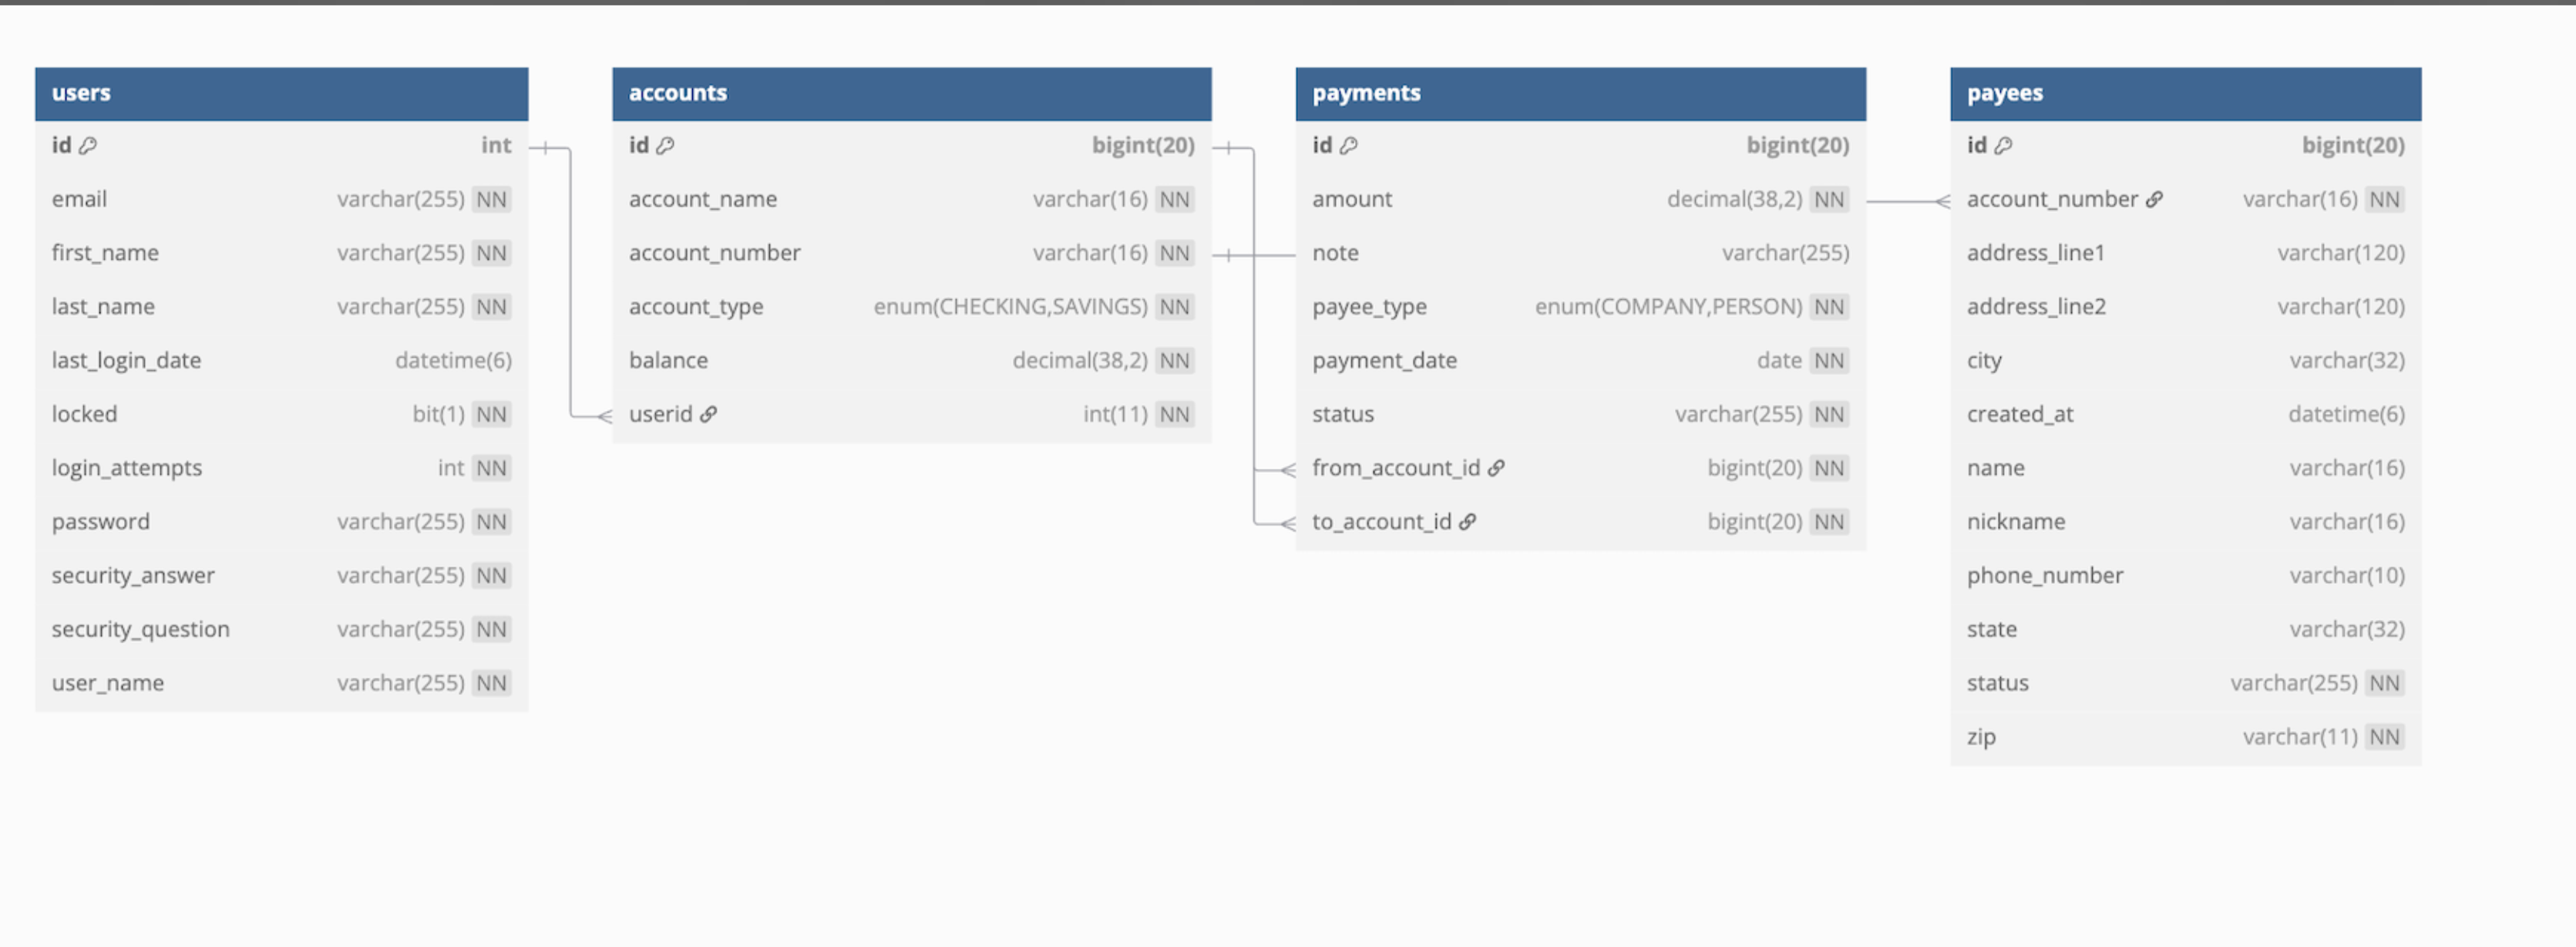 users
id int
email varchar(255) NN
first_name varchar(255) NN
last_name varchar(255) NN
last_login_date datetime(6)
locked bit(1) NN
login_attempts int NN
password varchar(255) NN
security_answer varchar(255) NN
security_question varchar(255) NN
user_name varchar(255) NN
accounts
id bigint(20)
account_name varchar(16) NN
account_number varchar(16) NN
account_type enum(CHECKING,SAVINGS) NN
balance decimal(38,2) NN
userid int(11) NN
payments
id bigint(20)
amount decimal(38,2) NN
note varchar(255)
payee_type enum(COMPANY,PERSON) NN
payment_date date NN
status varchar(255) NN
from_account_id bigint(20) NN
to_account_id bigint(20) NN
payees
id bigint(20)
account_number varchar(16) NN
address_line1 varchar(120)
address_line2 varchar(120)
city varchar(32)
created_at datetime(6)
name varchar(16)
nickname varchar(16)
phone_number varchar(10)
state varchar(32)
status varchar(255) NN
zip varchar(11) NN